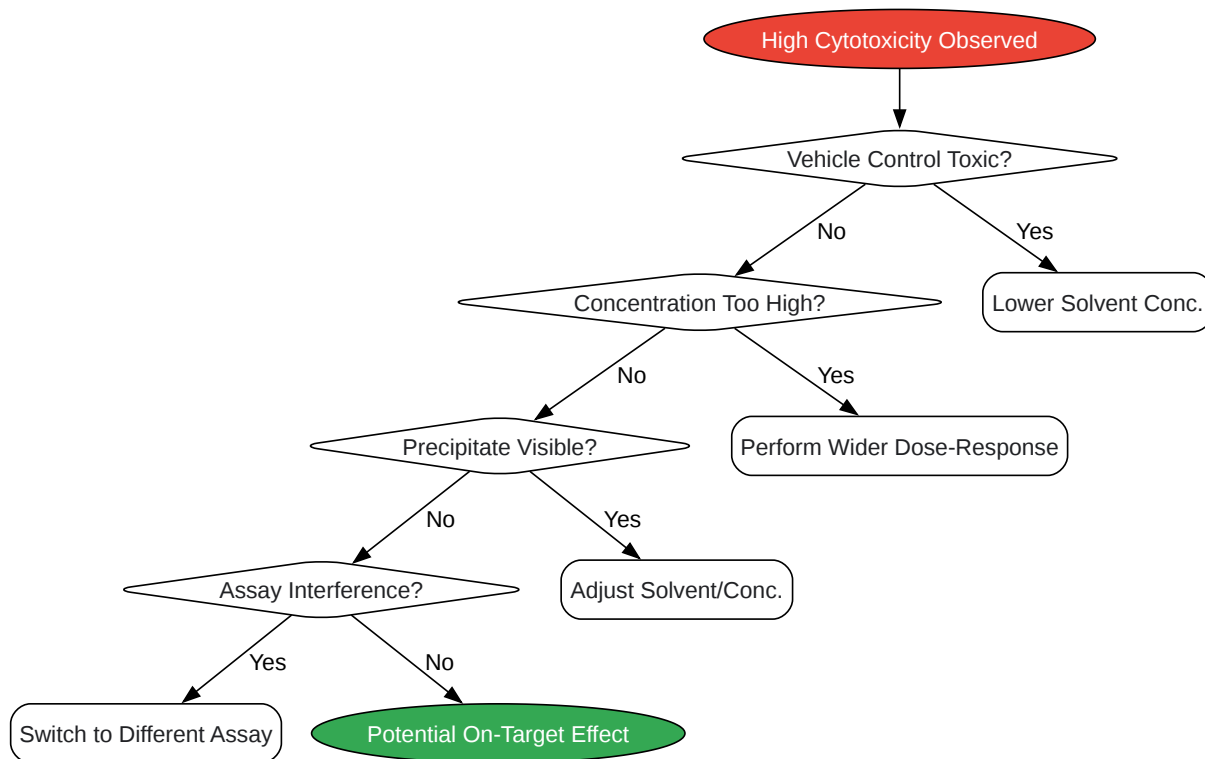 High Cytotoxicity Observed
Vehicle Control Toxic?
No
Yes
Concentration Too High?
Lower Solvent Conc.
No
Yes
Precipitate Visible?
Perform Wider Dose-Response
No
Yes
Assay Interference?
Adjust Solvent/Conc.
Yes
No
Switch to Different Assay
Potential On-Target Effect